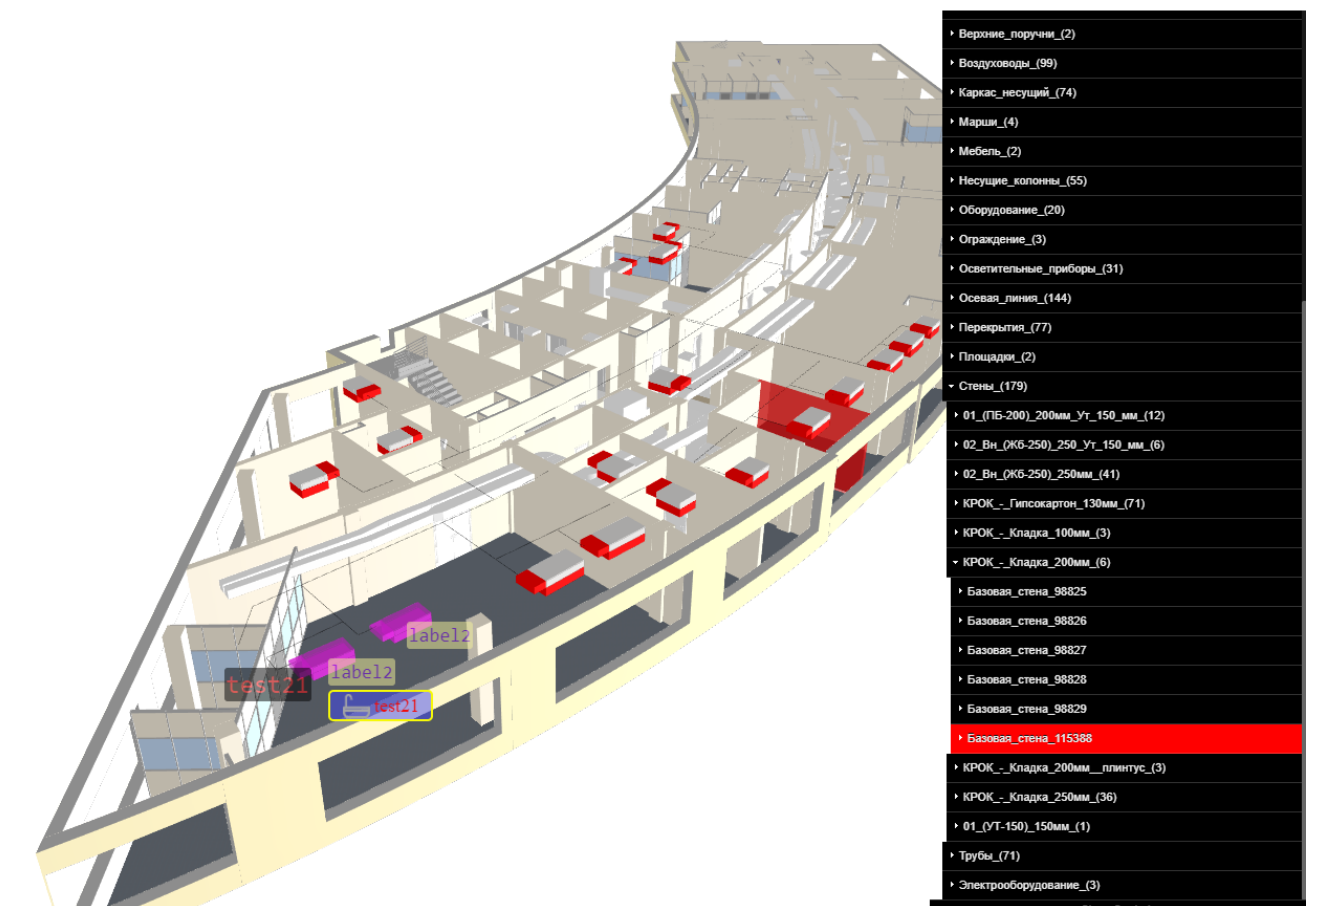 Верхние_поручни_(2)
Воздуховоды_(99)
Каркас_несущий_(74)
Марши_(4)
Мебель_(2)
Несущие_колонны_(55)
Оборудование_(20)
Ограждение_(3)
Осветительные_приборы_(31)
Осевая_линия_(144)
Перекрытия_(77)
Площадки_(2)
Стены_(179)
01_(ПБ-200)_200мм_Ут_150_мм_(12)
02_Вн_(Жб-250)_250_Ут_150_мм_(6)
02_Вн_(Жб-250)_250мм_(41)
КРОК_-_Гипсокартон_130мм_(71)
КРОК_-_Кладка_100мм_(3)
КРОК_-_Кладка_200мм_(6)
Базовая_стена_98825
Базовая_стена_98826
Базовая_стена_98827
Базовая_стена_98828
Базовая_стена_98829
Базовая_стена_115388
КРОК_-_Кладка_200мм__плинтус_(3)
КРОК_-_Кладка_250мм_(36)
01_(УТ-150)_150мм_(1)
Трубы_(71)
Электрооборудование_(3)
label2
label2
test21
test21